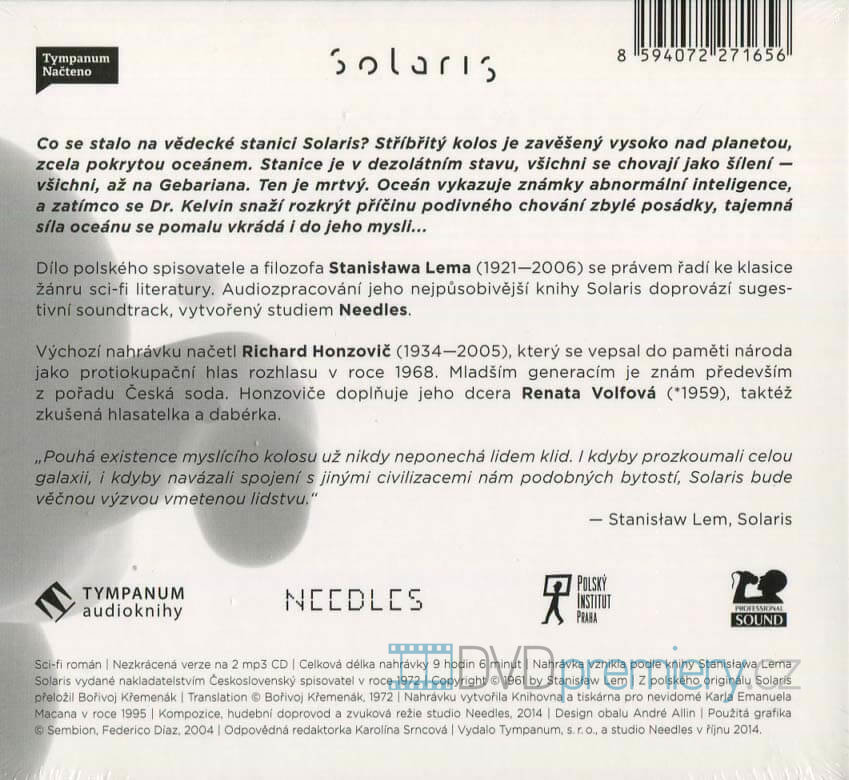 Tympanum
Načteno
Solaris
8 594072 271656
Co se stalo na vědecké stanici Solaris? Stříbřitý kolos je zavěšený vysoko nad planetou,
zcela pokrytou oceánem. Stanice je v dezolátním stavu, všichni se chovají jako šílení —
všichni, až na Gebariana. Ten je mrtvý. Oceán vykazuje známky abnormální inteligence,
a zatímco se Dr. Kelvin snaží rozkrýt příčinu podivného chování zbylé posádky, tajemná
síla oceánu se pomalu vkrádá i do jeho mysli...
Dílo polského spisovatele a filozofa Stanisława Lema (1921—2006) se právem řadí ke klasice
žánru sci-fi literatury. Audiozpracování jeho nejpůsobivější knihy Solaris doprovází suges-
tivní soundtrack, vytvořený studiem Needles.
Výchozí nahrávku načetl Richard Honzovič (1934—2005), který se vepsal do paměti národa
jako protiokupační hlas rozhlasu v roce 1968. Mladším generacím je znám především
z pořadu Česká soda. Honzoviče doplňuje jeho dcera Renata Volfová (*1959), taktéž
zkušená hlasatelka a dabérka.
„Pouhá existence myslícího kolosu už nikdy neponechá lidem klid. I kdyby prozkoumali celou
galaxii, i kdyby navázali spojení s jinými civilizacemi nám podobných bytostí, Solaris bude
věčnou výzvou vmetenou lidstvu.“
— Stanisław Lem, Solaris
TYMPANUM
audioknihy
NEEDLES
POLSKÝ
INSTITUT
PRAHA
PROFESSIONAL
SOUND
DVDpremiery.cz
Sci-fi román | Nezkrácená verze na 2 mp3 CD | Celková délka nahrávky 9 hodin 6 minut | Nahrávka vznikla podle knihy Stanisława Lema
Solaris vydané nakladatelstvím Československý spisovatel v roce 1972 | Copyright © 1961 by Stanisław Lem | Z polského originálu Solaris
přeložil Bořivoj Křemenák | Translation © Bořivoj Křemenák, 1972 | Nahrávku vytvořila Knihovna a tiskárna pro nevidomé Karla Emanuela
Macana v roce 1995 | Kompozice, hudební doprovod a zvuková režie studio Needles, 2014 | Design obalu André Allin | Použitá grafika
© Sembion, Federico Díaz, 2004 | Odpovědná redaktorka Karolína Srncová | Vydalo Tympanum, s. r. o., a studio Needles v říjnu 2014.